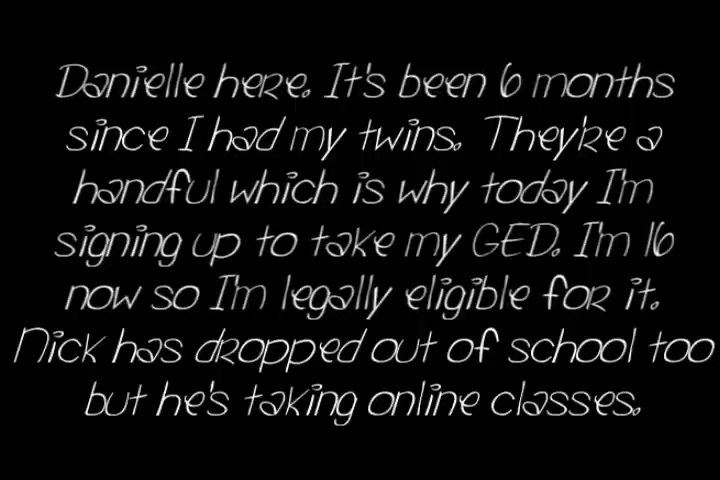 Danielle here. It's been 6 months
since I had my twins. They're a
handful which is why today I'm
signing up to take my GED. I'm 16
now so I'm legally eligible for it.
Nick has dropped out of school too
but he's taking online classes.